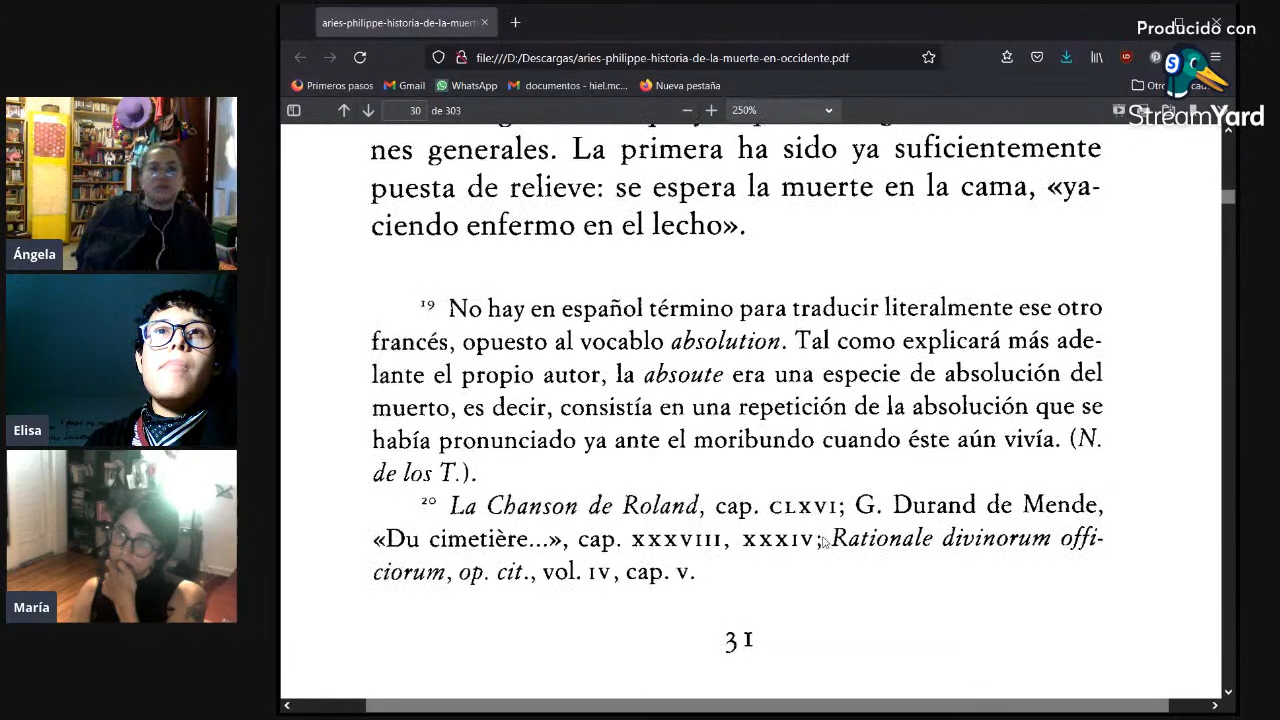 aries-philippe-historia-de-la-muert
Producido con
file:///D:/Descargas/aries-philippe-historia-de-la-muerte-en-occidente.pdf
Primeros pasos
Gmail
WhatsApp
documentos - hiel.mc...
Nueva pestaña
StreamYard
30 de 303
250%
nes generales. La primera ha sido ya suficientemente
puesta de relieve: se espera la muerte en la cama, «ya-
ciendo enfermo en el lecho».
19 No hay en español término para traducir literalmente ese otro
francés, opuesto al vocablo absolution. Tal como explicará más ade-
lante el propio autor, la absoute era una especie de absolución del
muerto, es decir, consistía en una repetición de la absolución que se
había pronunciado ya ante el moribundo cuando éste aún vivía. (N.
de los T.).
20 La Chanson de Roland, cap. CLXVI; G. Durand de Mende,
«Du cimetière...», cap. XXXVIII, XXXIV; Rationale divinorum offi-
ciorum, op. cit., vol. IV, cap. V.
31
Ángela
Elisa
María